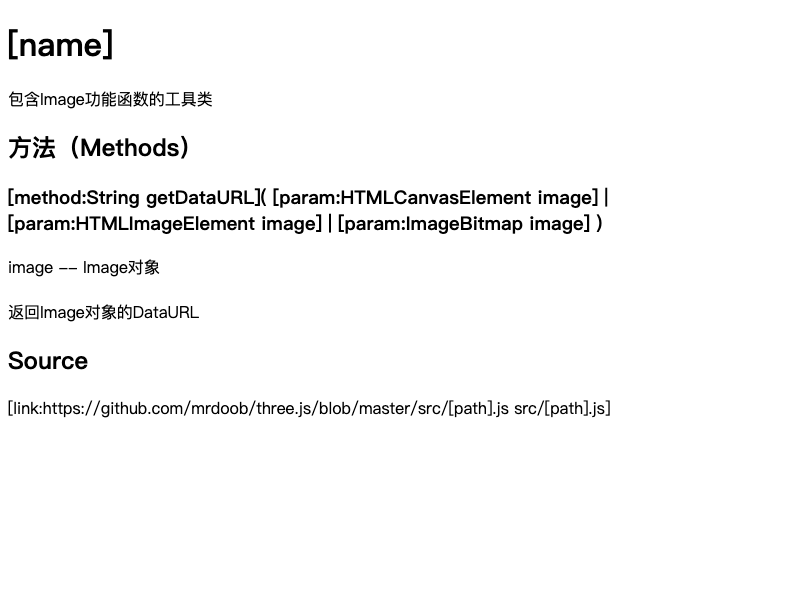 [name]
包含Image功能函数的工具类
方法（Methods）
[method:String getDataURL]( [param:HTMLCanvasElement image] |
[param:HTMLImageElement image] | [param:ImageBitmap image] )
image -- Image对象
返回Image对象的DataURL
Source
[link:https://github.com/mrdoob/three.js/blob/master/src/[path].js src/[path].js]